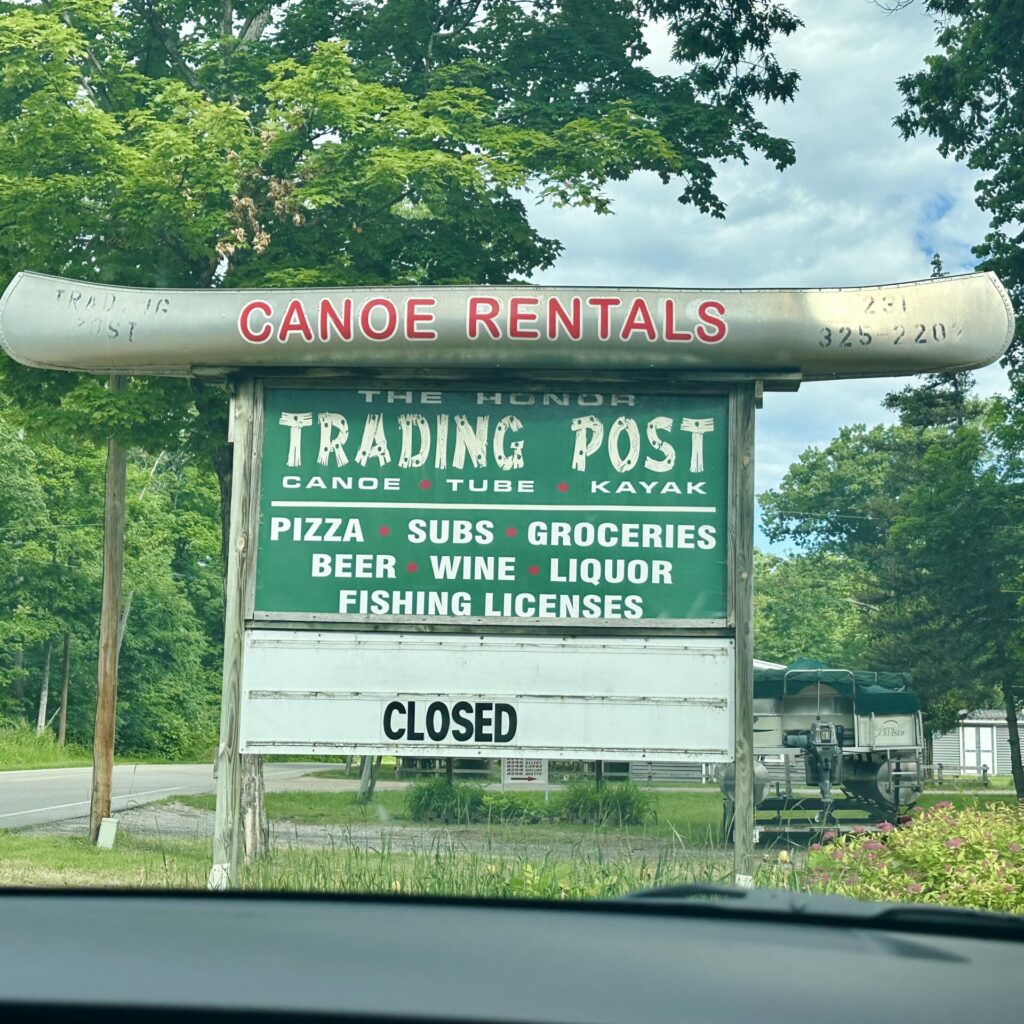 TRADING
POST
CANOE RENTALS
231
325-2202
THE HONOR
TRADING POST
CANOE • TUBE • KAYAK
PIZZA • SUBS • GROCERIES
BEER • WINE • LIQUOR
FISHING LICENSES
CLOSED